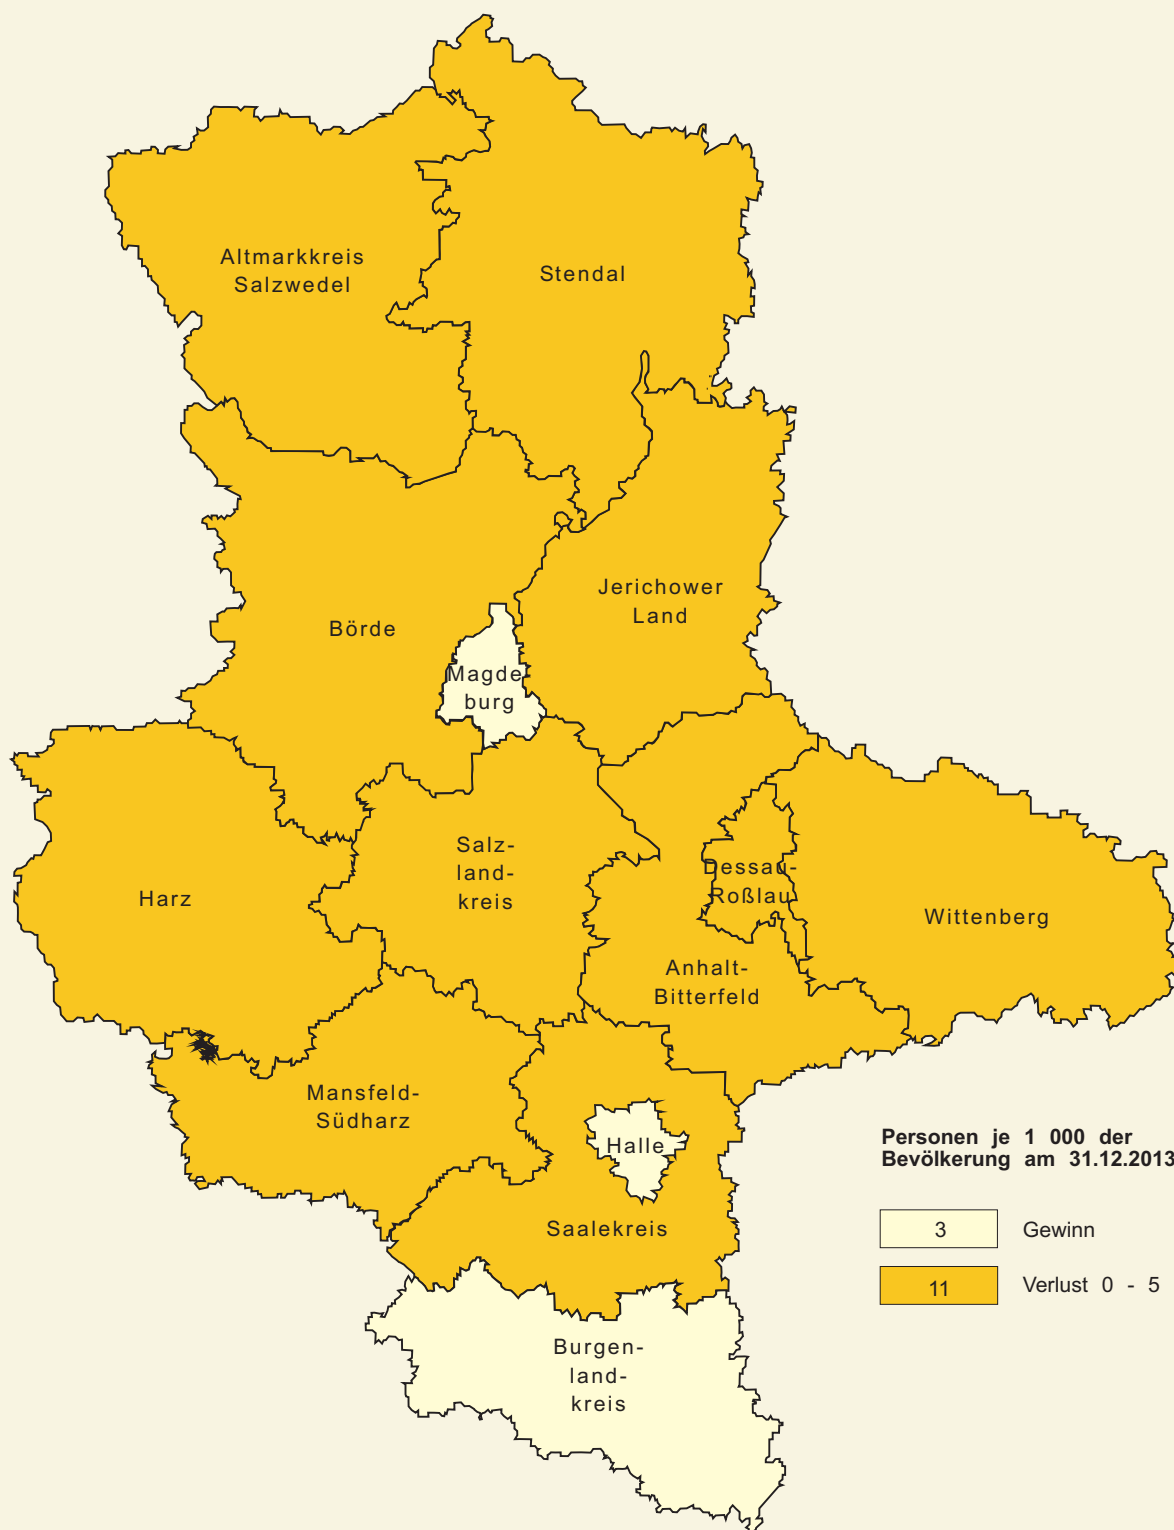 Altmarkkreis
Salzwedel
Stendal
Jerichower
Land
Börde
Magde
burg
Salz-
land-
kreis
Harz
Dessau-
Roßlau
Wittenberg
Anhalt-
Bitterfeld
Mansfeld-
Südharz
Halle
Saalekreis
Burgen-
land-
kreis
Personen je 1 000 der
Bevölkerung am 31.12.2013
3 Gewinn
11 Verlust 0 - 5